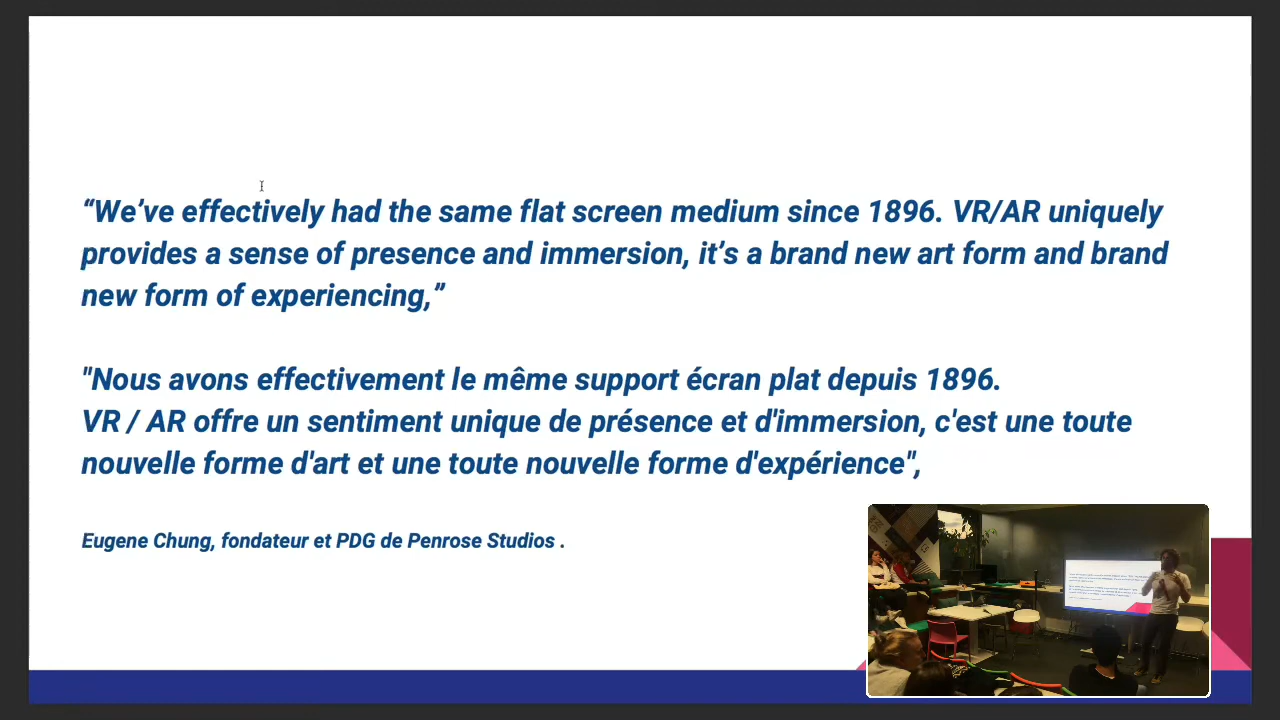 “We’ve effectively had the same flat screen medium since 1896. VR/AR uniquely
provides a sense of presence and immersion, it’s a brand new art form and brand
new form of experiencing,”
"Nous avons effectivement le même support écran plat depuis 1896.
VR / AR offre un sentiment unique de présence et d'immersion, c'est une toute
nouvelle forme d'art et une toute nouvelle forme d'expérience",
Eugene Chung, fondateur et PDG de Penrose Studios .